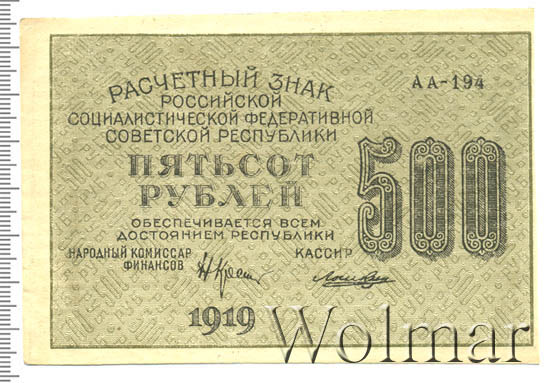 РАСЧЕТНЫЙ ЗНАК
АА-194
РОССИЙСКОЙ
СОЦИАЛИСТИЧЕСКОЙ ФЕДЕРАТИВНОЙ
СОВЕТСКОЙ РЕСПУБЛИКИ
ПЯТЬСОТ
РУБЛЕЙ
500
ОБЕСПЕЧИВАЕТСЯ ВСЕМ
ДОСТОЯНИЕМ РЕСПУБЛИКИ
НАРОДНЫЙ КОМИССАР
ФИНАНСОВ
КАССИР
1919
Wolmar